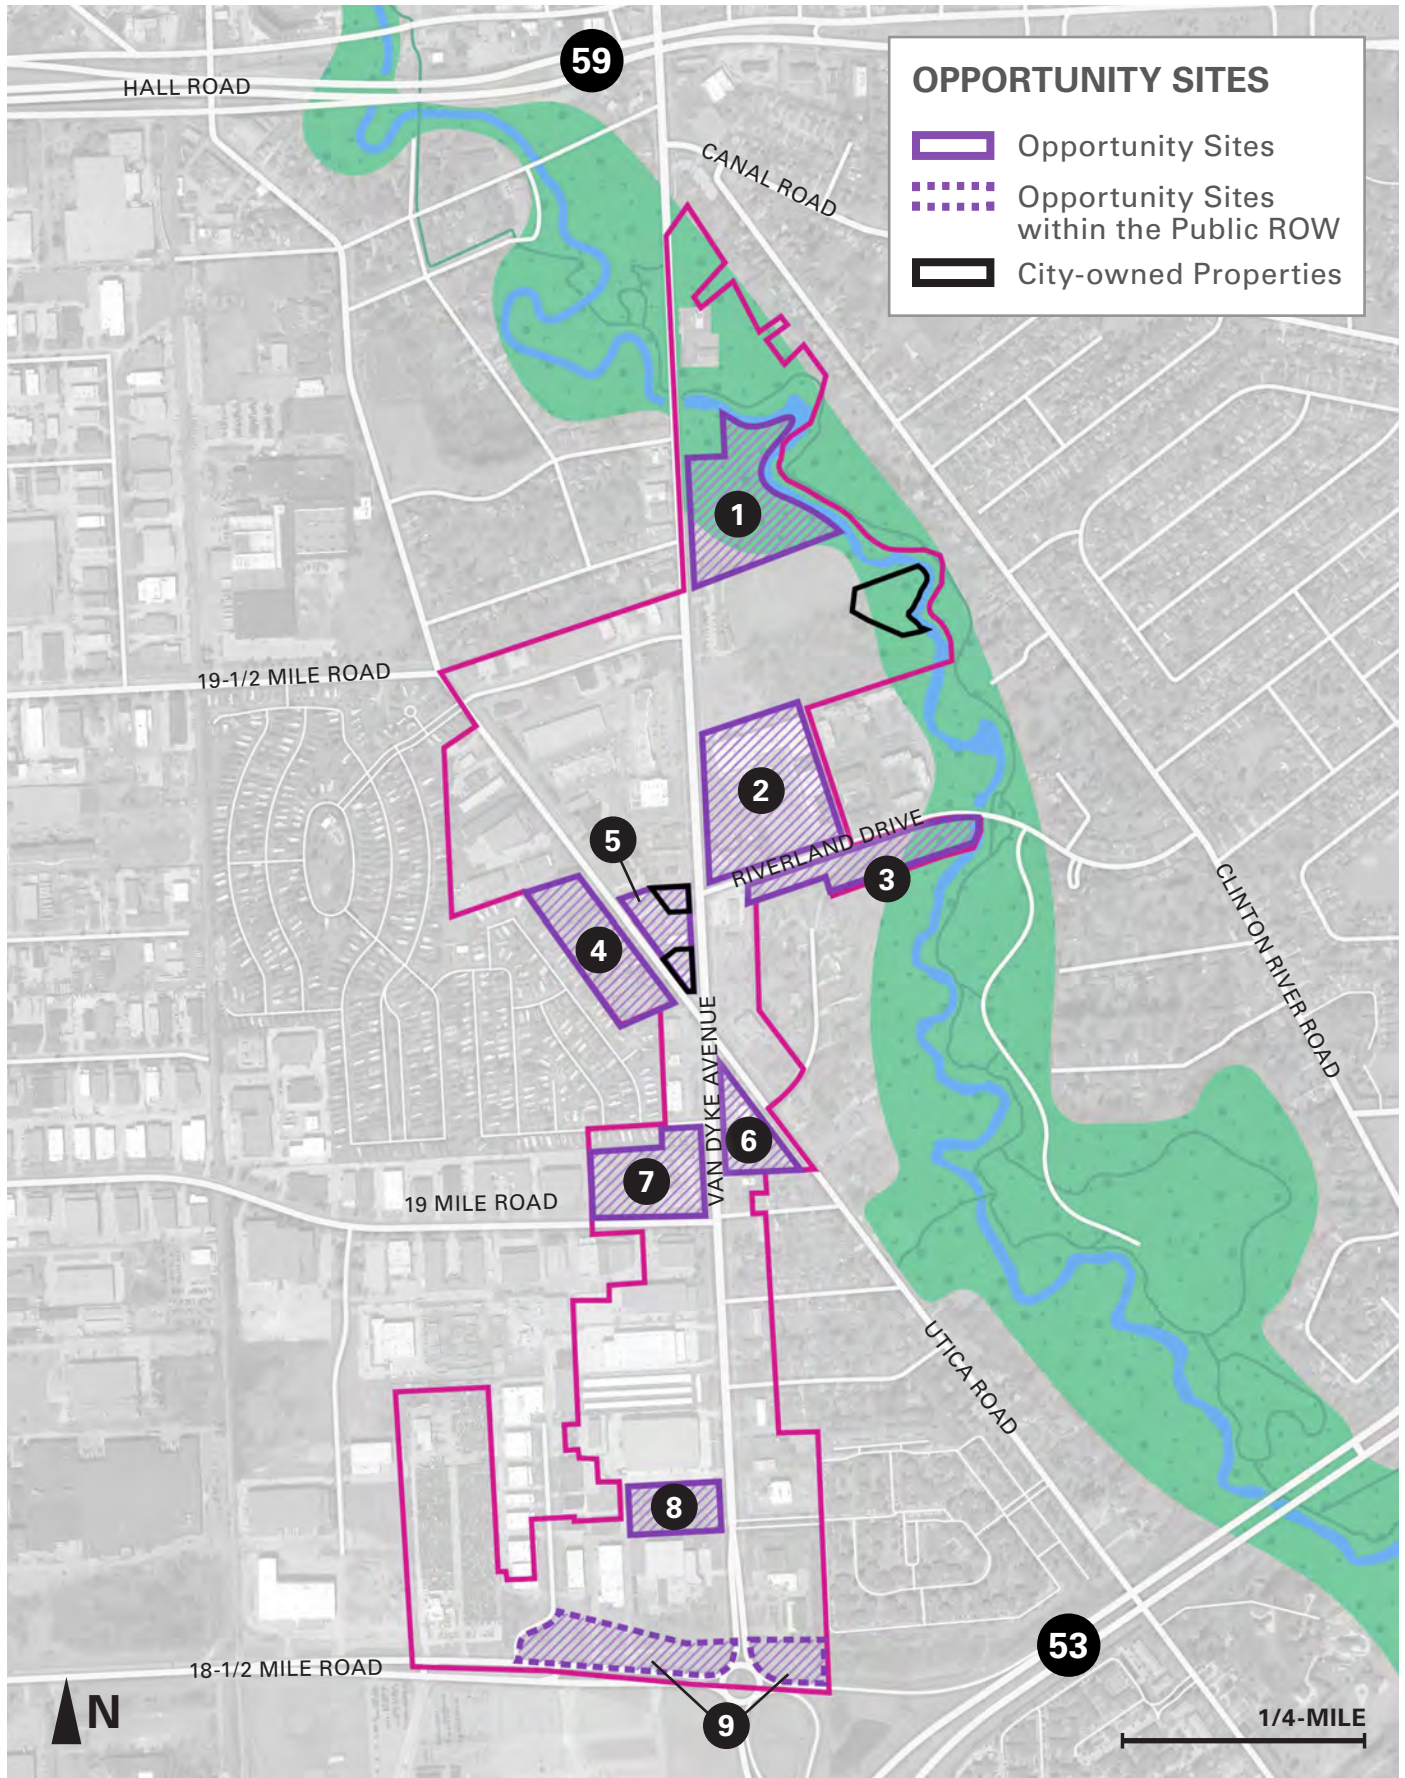 59
HALL ROAD
OPPORTUNITY SITES
Opportunity Sites
Opportunity Sites
within the Public ROW
City-owned Properties
CANAL ROAD
1
19-1/2 MILE ROAD
2
5
RIVERLAND DRIVE
3
4
CLINTON RIVER ROAD
VAN DYKE AVENUE
6
7
19 MILE ROAD
UTICA ROAD
8
53
18-1/2 MILE ROAD
N
9
1/4-MILE